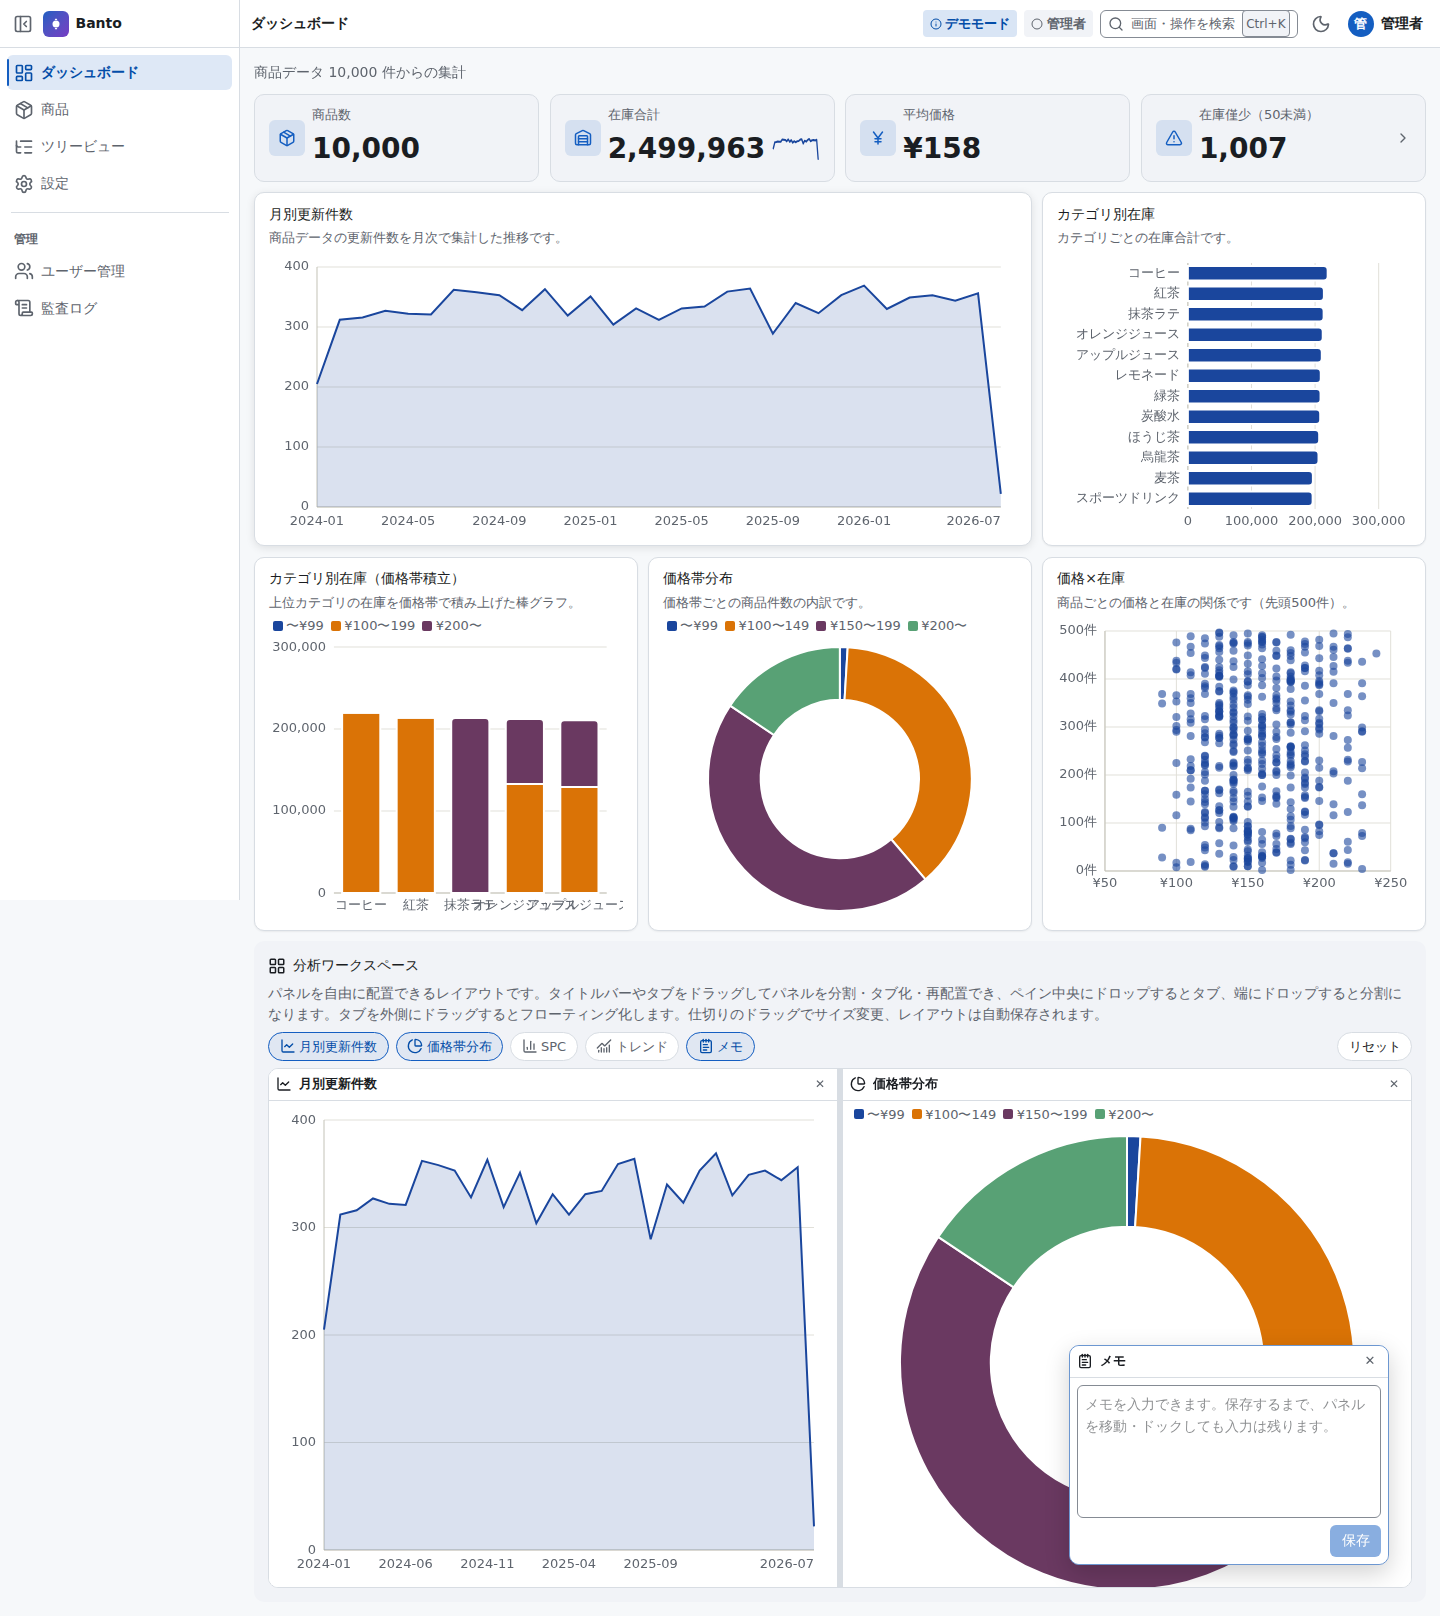 Banto
ダッシュボード
デモモード
管理者
画面・操作を検索 Ctrl+K
管 管理者
ダッシュボード
商品
ツリービュー
設定
管理
ユーザー管理
監査ログ
商品データ 10,000 件からの集計
商品数
10,000
在庫合計
2,499,963
平均価格
¥158
在庫僅少（50未満）
1,007
月別更新件数
商品データの更新件数を月次で集計した推移です。
400
300
200
100
0
2024-01 2024-05 2024-09 2025-01 2025-05 2025-09 2026-01 2026-07
カテゴリ別在庫
カテゴリごとの在庫合計です。
コーヒー
紅茶
抹茶ラテ
オレンジジュース
アップルジュース
レモネード
緑茶
炭酸水
ほうじ茶
烏龍茶
麦茶
スポーツドリンク
0 100,000 200,000 300,000
カテゴリ別在庫（価格帯積立）
上位カテゴリの在庫を価格帯で積み上げた棒グラフ。
〜¥99 ¥100〜199 ¥200〜
300,000
200,000
100,000
0
コーヒー 紅茶 抹茶ラテ オレンジジュース アップルジュース
価格帯分布
価格帯ごとの商品件数の内訳です。
〜¥99 ¥100〜149 ¥150〜199 ¥200〜
価格×在庫
商品ごとの価格と在庫の関係です（先頭500件）。
500件
400件
300件
200件
100件
0件
¥50 ¥100 ¥150 ¥200 ¥250
分析ワークスペース
パネルを自由に配置できるレイアウトです。タイトルバーやタブをドラッグしてパネルを分割・タブ化・再配置でき、ペイン中央にドロップするとタブ、端にドロップすると分割に
なります。タブを外側にドラッグするとフローティング化します。仕切りのドラッグでサイズ変更、レイアウトは自動保存されます。
月別更新件数 価格帯分布 SPC トレンド メモ リセット
月別更新件数
400
300
200
100
0
2024-01 2024-06 2024-11 2025-04 2025-09 2026-07
価格帯分布
〜¥99 ¥100〜149 ¥150〜199 ¥200〜
メモ
メモを入力できます。保存するまで、パネル
を移動・ドックしても入力は残ります。
保存